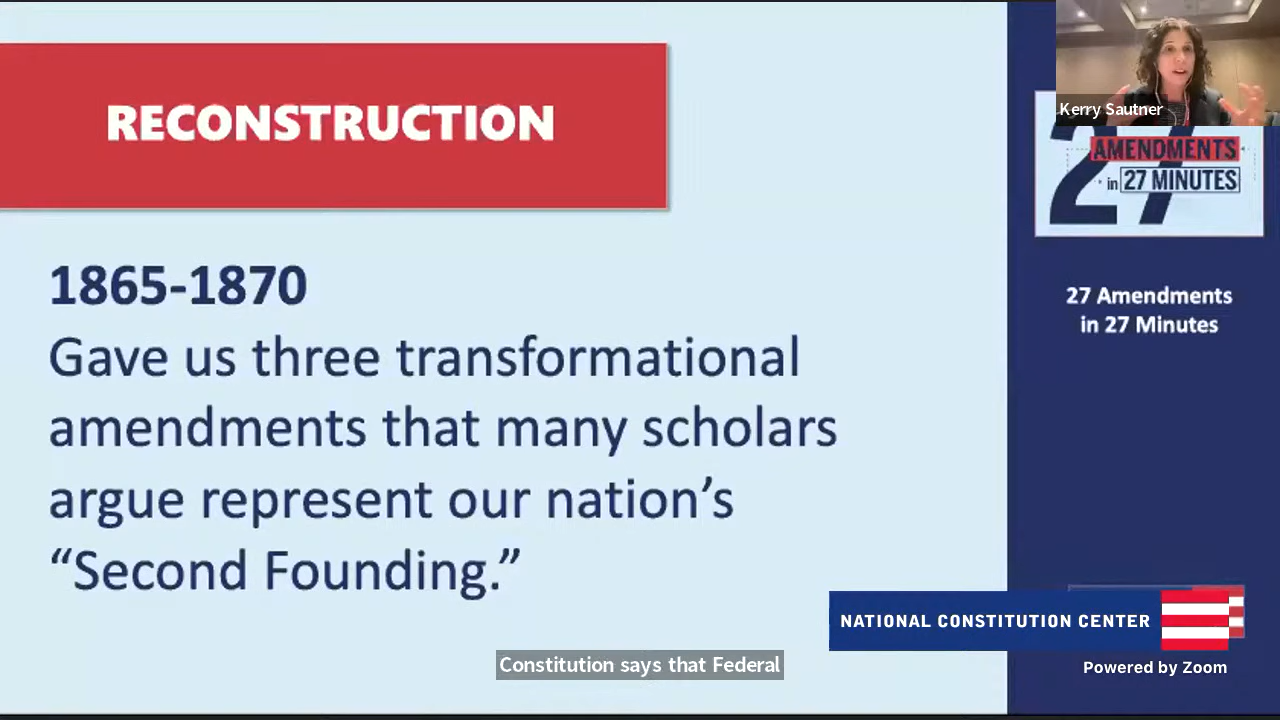 RECONSTRUCTION
1865-1870
Gave us three transformational
amendments that many scholars
argue represent our nation’s
“Second Founding.”
Kerry Sautner
27
AMENDMENTS
in 27 MINUTES
27 Amendments
in 27 Minutes
NATIONAL CONSTITUTION CENTER
Constitution says that Federal
Powered by Zoom